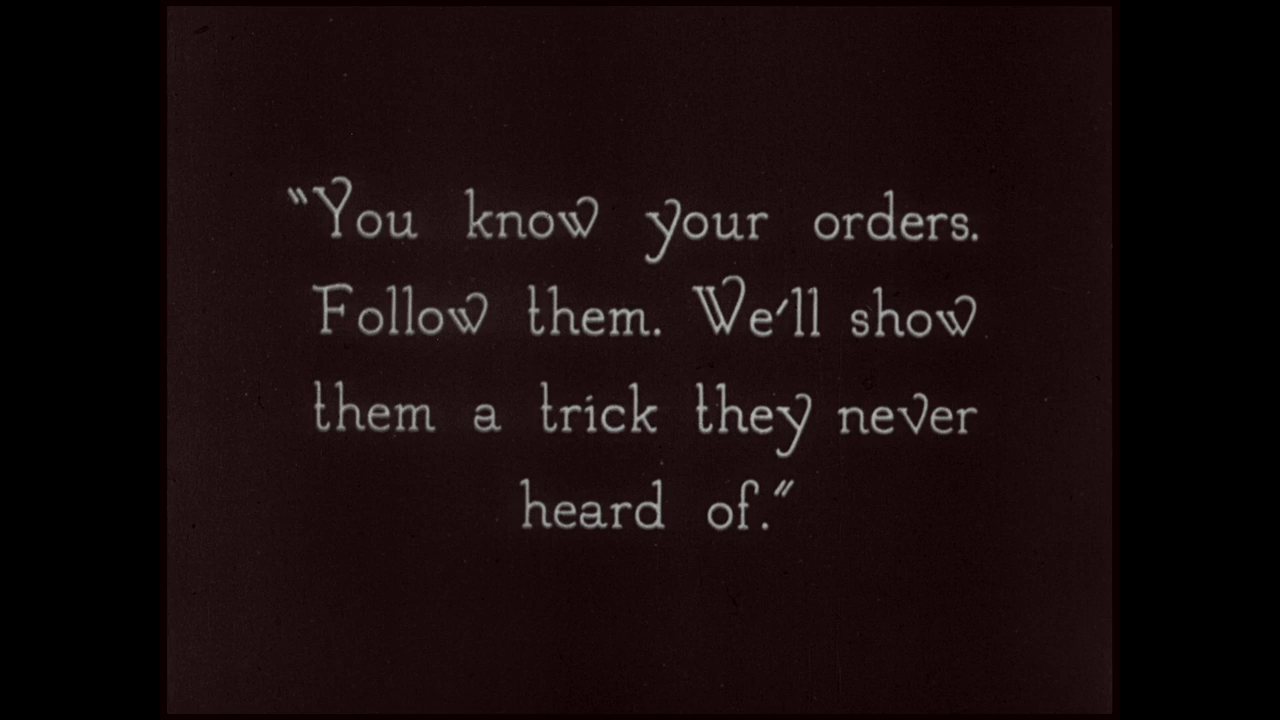 "You know your orders.
Follow them. We'll show
them a trick they never
heard of."